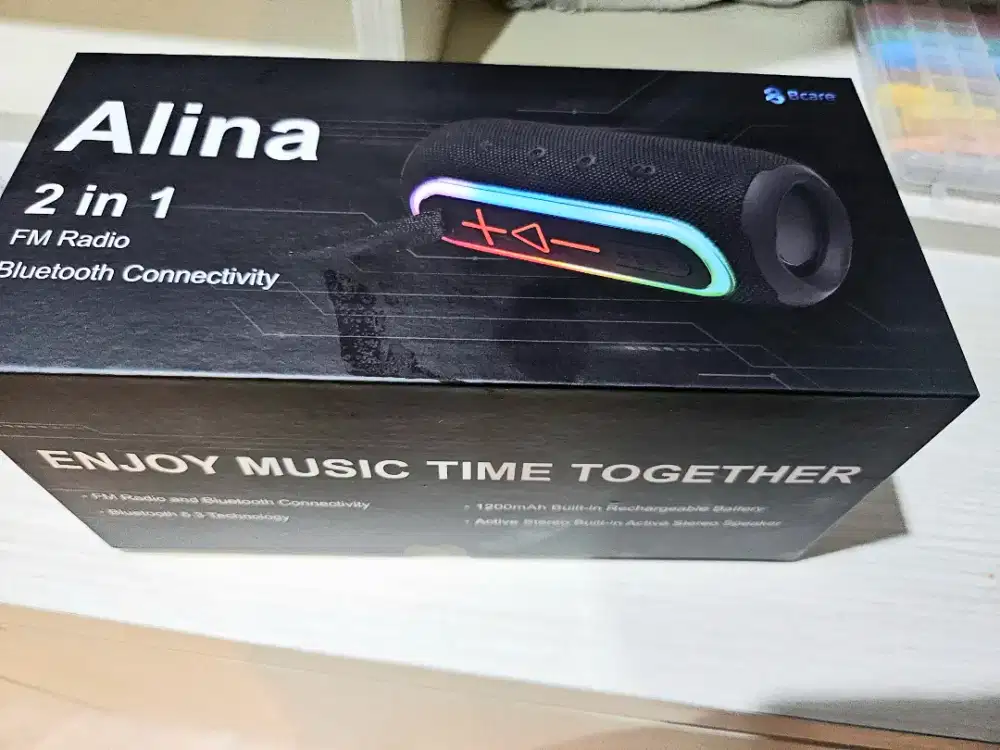 Alina
Bcare
2 in 1
FM Radio
Bluetooth Connectivity
ENJOY MUSIC TIME TOGETHER
• FM Radio and Bluetooth Connectivity
• Bluetooth 5.3 Technology
• 1200mAh Built-in Rechargeable Battery
• Active Stereo Built-in Active Stereo Speaker